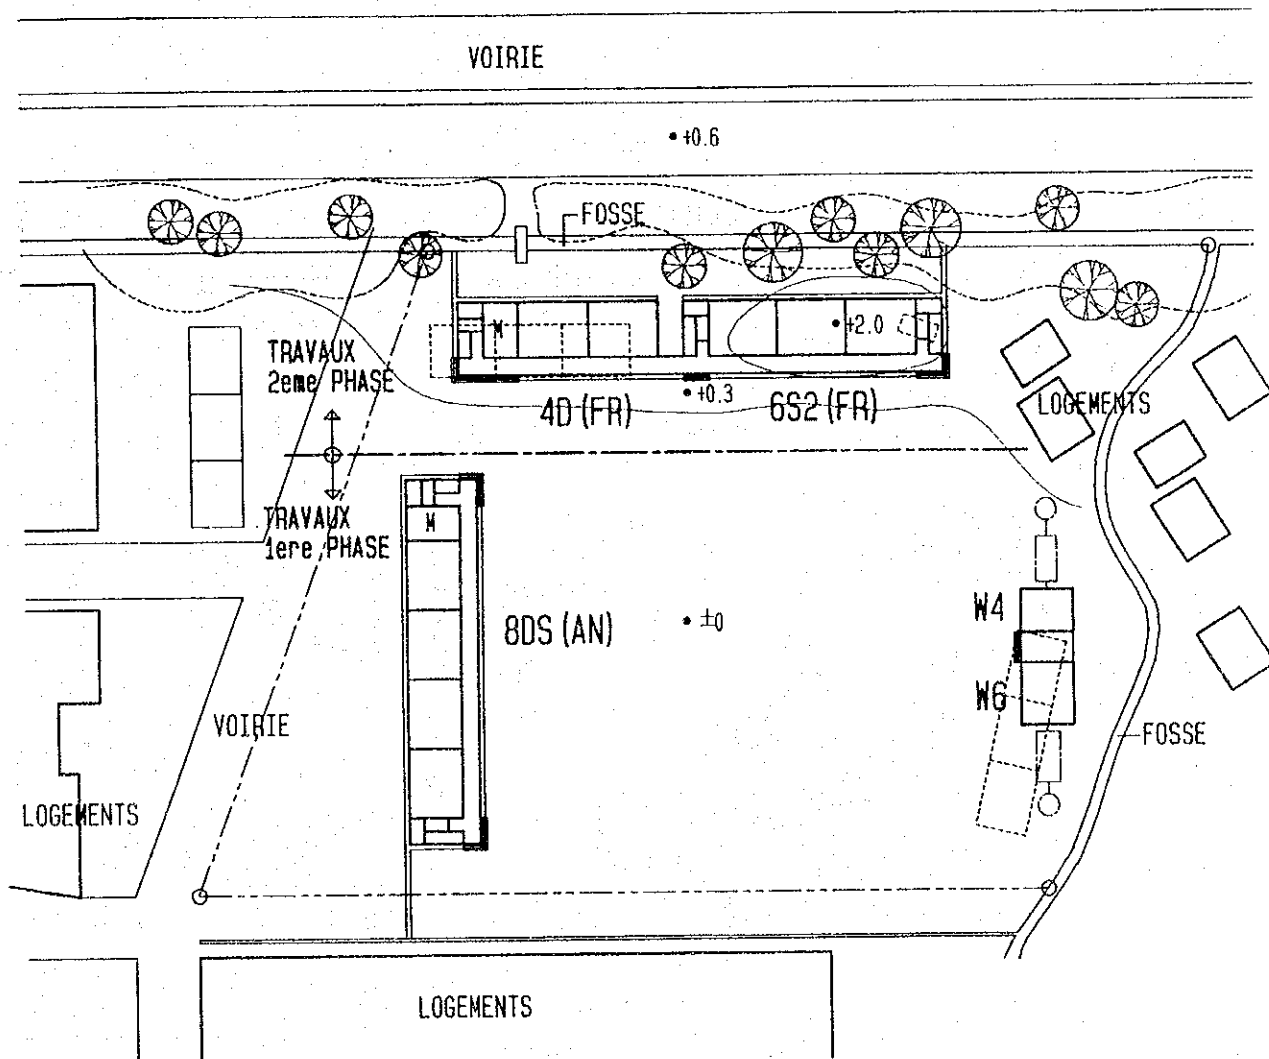 VOIRIE
+0.6
FOSSE
M
+2.0
TRAVAUX
2eme PHASE
+0.3
4D (FR)
6S2 (FR)
LOGEMENTS
TRAVAUX
1ere PHASE
M
8DS (AN)
±0
W4
W6
VOIRIE
FOSSE
LOGEMENTS
LOGEMENTS